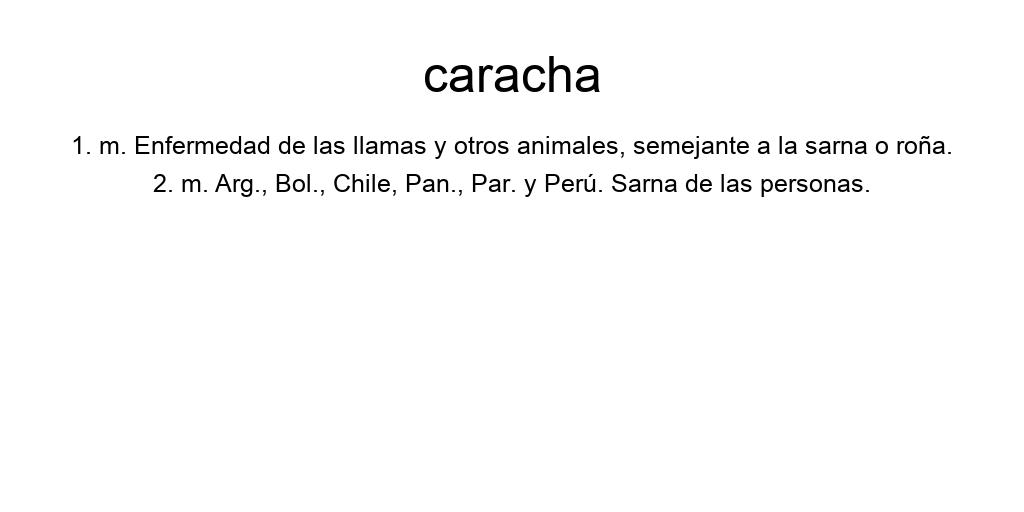 caracha
1. m. Enfermedad de las llamas y otros animales, semejante a la sarna o roña.
2. m. Arg., Bol., Chile, Pan., Par. y Perú. Sarna de las personas.